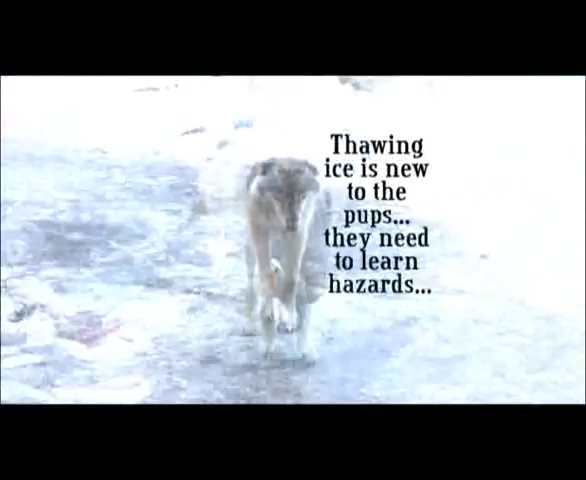 Thawing
ice is new
to the
pups...
they need
to learn
hazards...